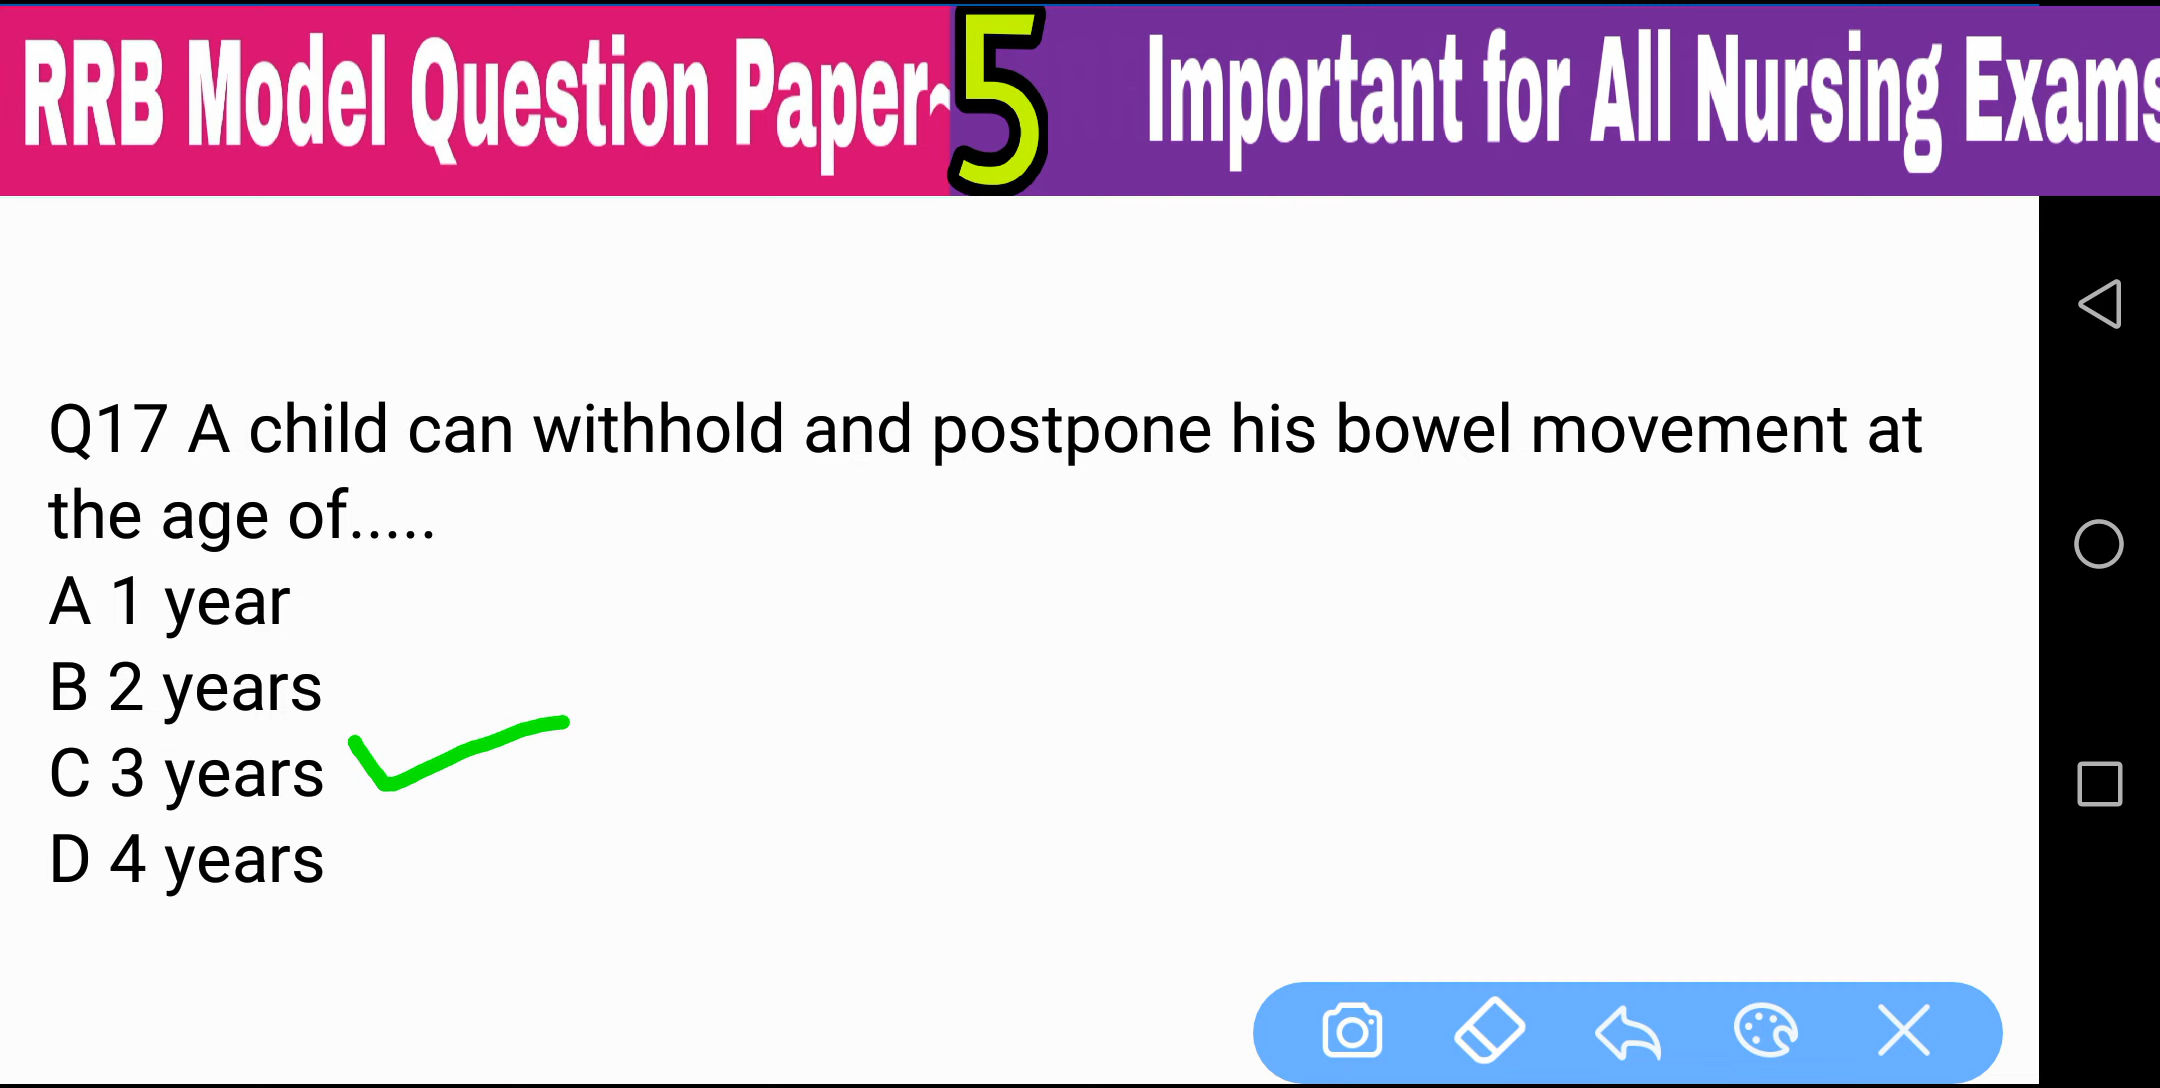 RRB Model Question Paper-5 Important for All Nursing Exams
Q17 A child can withhold and postpone his bowel movement at
the age of.....
A 1 year
B 2 years
C 3 years
D 4 years